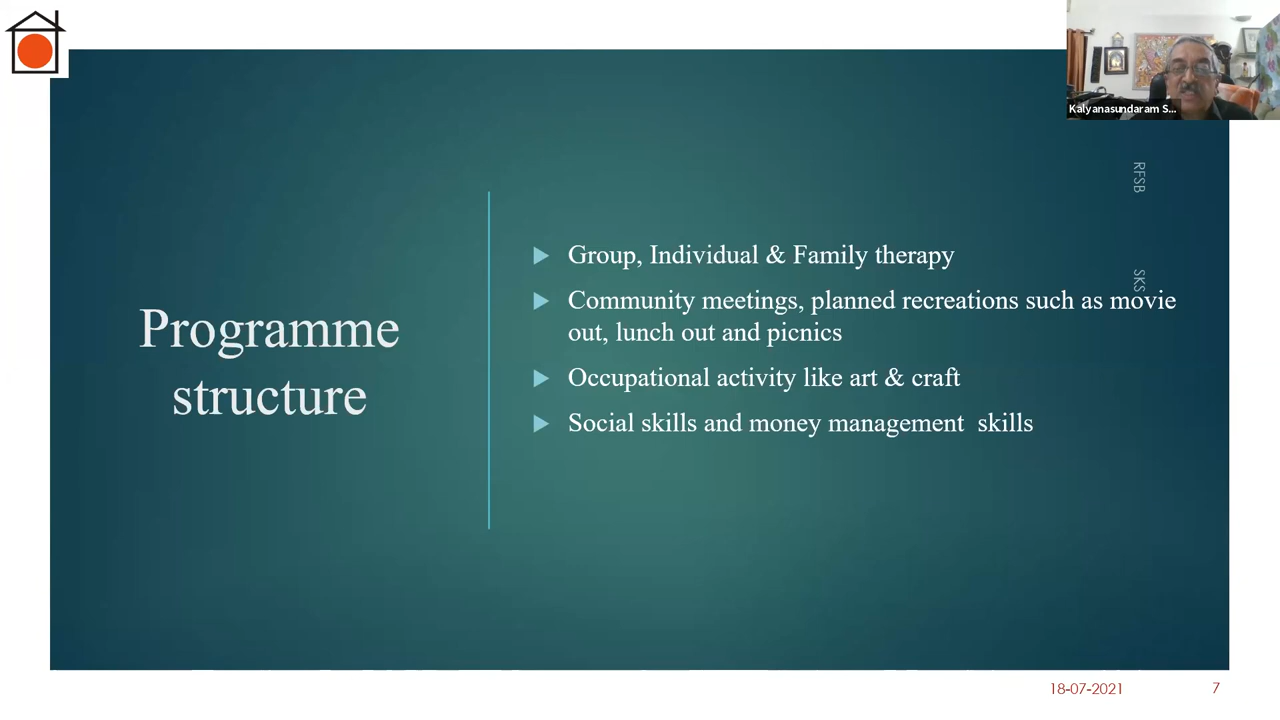 Kalyanasundaram S...
RFSB
SKS
Programme
structure
Group, Individual & Family therapy
Community meetings, planned recreations such as movie
out, lunch out and picnics
Occupational activity like art & craft
Social skills and money management  skills
18-07-2021
7